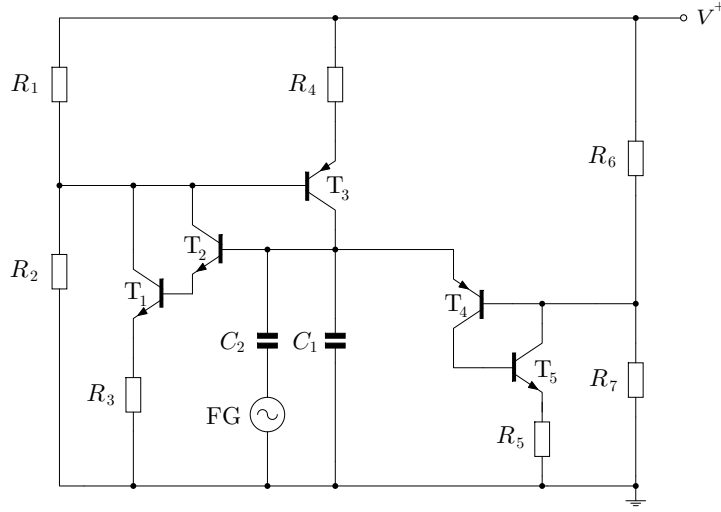 V⁺
R₁
R₄
R₆
T₃
R₂
T₂
T₁
T₄
C₂
C₁
T₅
R₇
R₃
FG
R₅